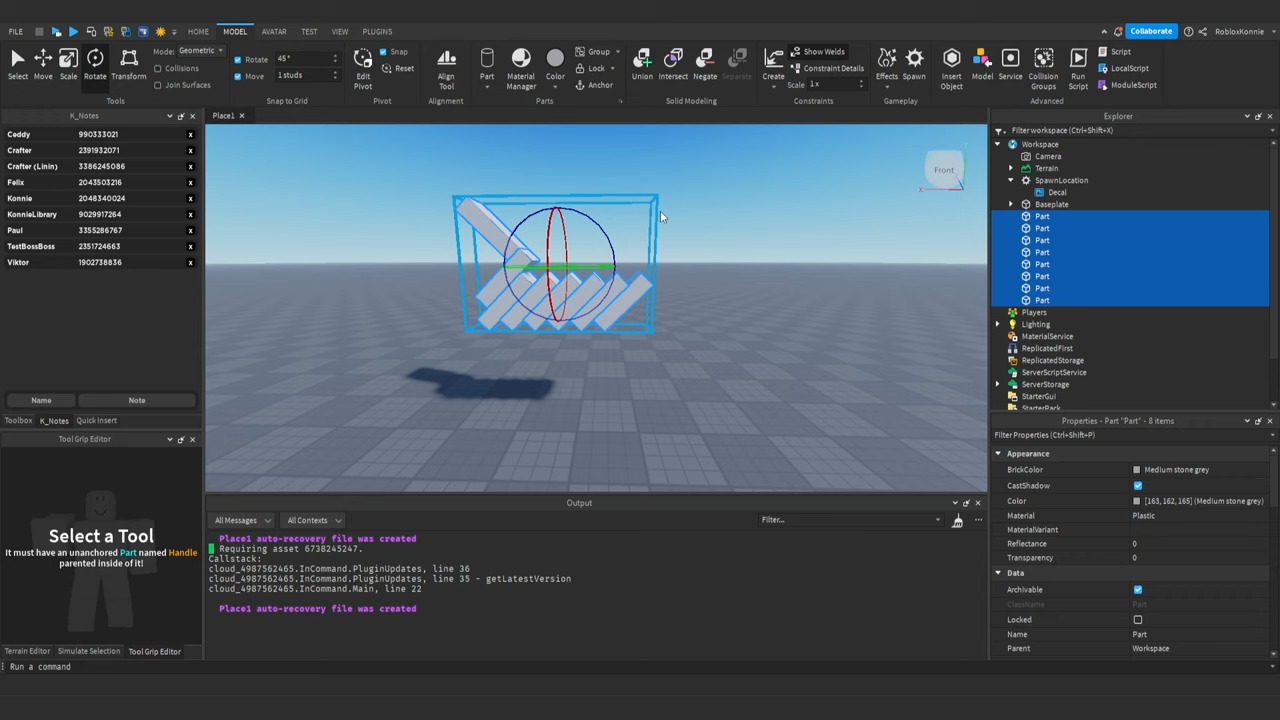 FILE
HOME
MODEL
AVATAR
TEST
VIEW
PLUGINS
Collaborate
RobloxKonnie
Select
Move
Scale
Rotate
Transform
Mode: Geometric
Collisions
Join Surfaces
Tools
Rotate 45°
Move 1 studs
Snap to Grid
Edit Pivot
Snap
Reset
Pivot
Align Tool
Alignment
Part
Material Manager
Color
Group
Lock
Anchor
Parts
Union
Intersect
Negate
Separate
Solid Modeling
Create
Show Welds
Constraint Details
Scale 1x
Constraints
Effects
Spawn
Gameplay
Insert Object
Model
Service
Collision Groups
Run Script
Script
LocalScript
ModuleScript
Advanced
K_Notes
Ceddy 990333021 x
Crafter 2391932071 x
Crafter (Linin) 3386245086 x
Felix 2043503216 x
Konnie 2048340024 x
KonnieLibrary 9029917264 x
Paul 3355286767 x
TestBossBoss 2351724663 x
Viktor 1902738836 x
Name
Note
Toolbox
K_Notes
Quick Insert
Tool Grip Editor
Select a Tool
It must have an unanchored Part named Handle
parented inside of it!
Terrain Editor
Simulate Selection
Tool Grip Editor
Run a command
Place1
Front
x
Output
All Messages
All Contexts
Filter...
Place1 auto-recovery file was created
Requiring asset 6738245247.
Callstack:
cloud_4987562465.InCommand.PluginUpdates, line 36
cloud_4987562465.InCommand.PluginUpdates, line 35 - getLatestVersion
cloud_4987562465.InCommand.Main, line 22
Place1 auto-recovery file was created
Explorer
Filter workspace (Ctrl+Shift+X)
Workspace
Camera
Terrain
SpawnLocation
Decal
Baseplate
Part
Part
Part
Part
Part
Part
Part
Part
Players
Lighting
MaterialService
ReplicatedFirst
ReplicatedStorage
ServerScriptService
ServerStorage
StarterGui
StarterPack
Properties - Part "Part" - 8 items
Filter Properties (Ctrl+Shift+P)
Appearance
BrickColor Medium stone grey
CastShadow
Color [163, 162, 165] (Medium stone grey)
Material Plastic
MaterialVariant
Reflectance 0
Transparency 0
Data
Archivable
ClassName Part
Locked
Name Part
Parent Workspace